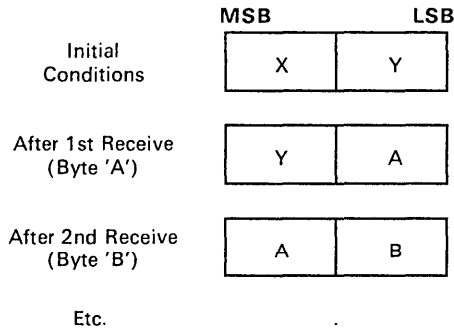 MSB LSB
Initial
Conditions
X Y
After 1st Receive
(Byte 'A')
Y A
After 2nd Receive
(Byte 'B')
A B
Etc. .